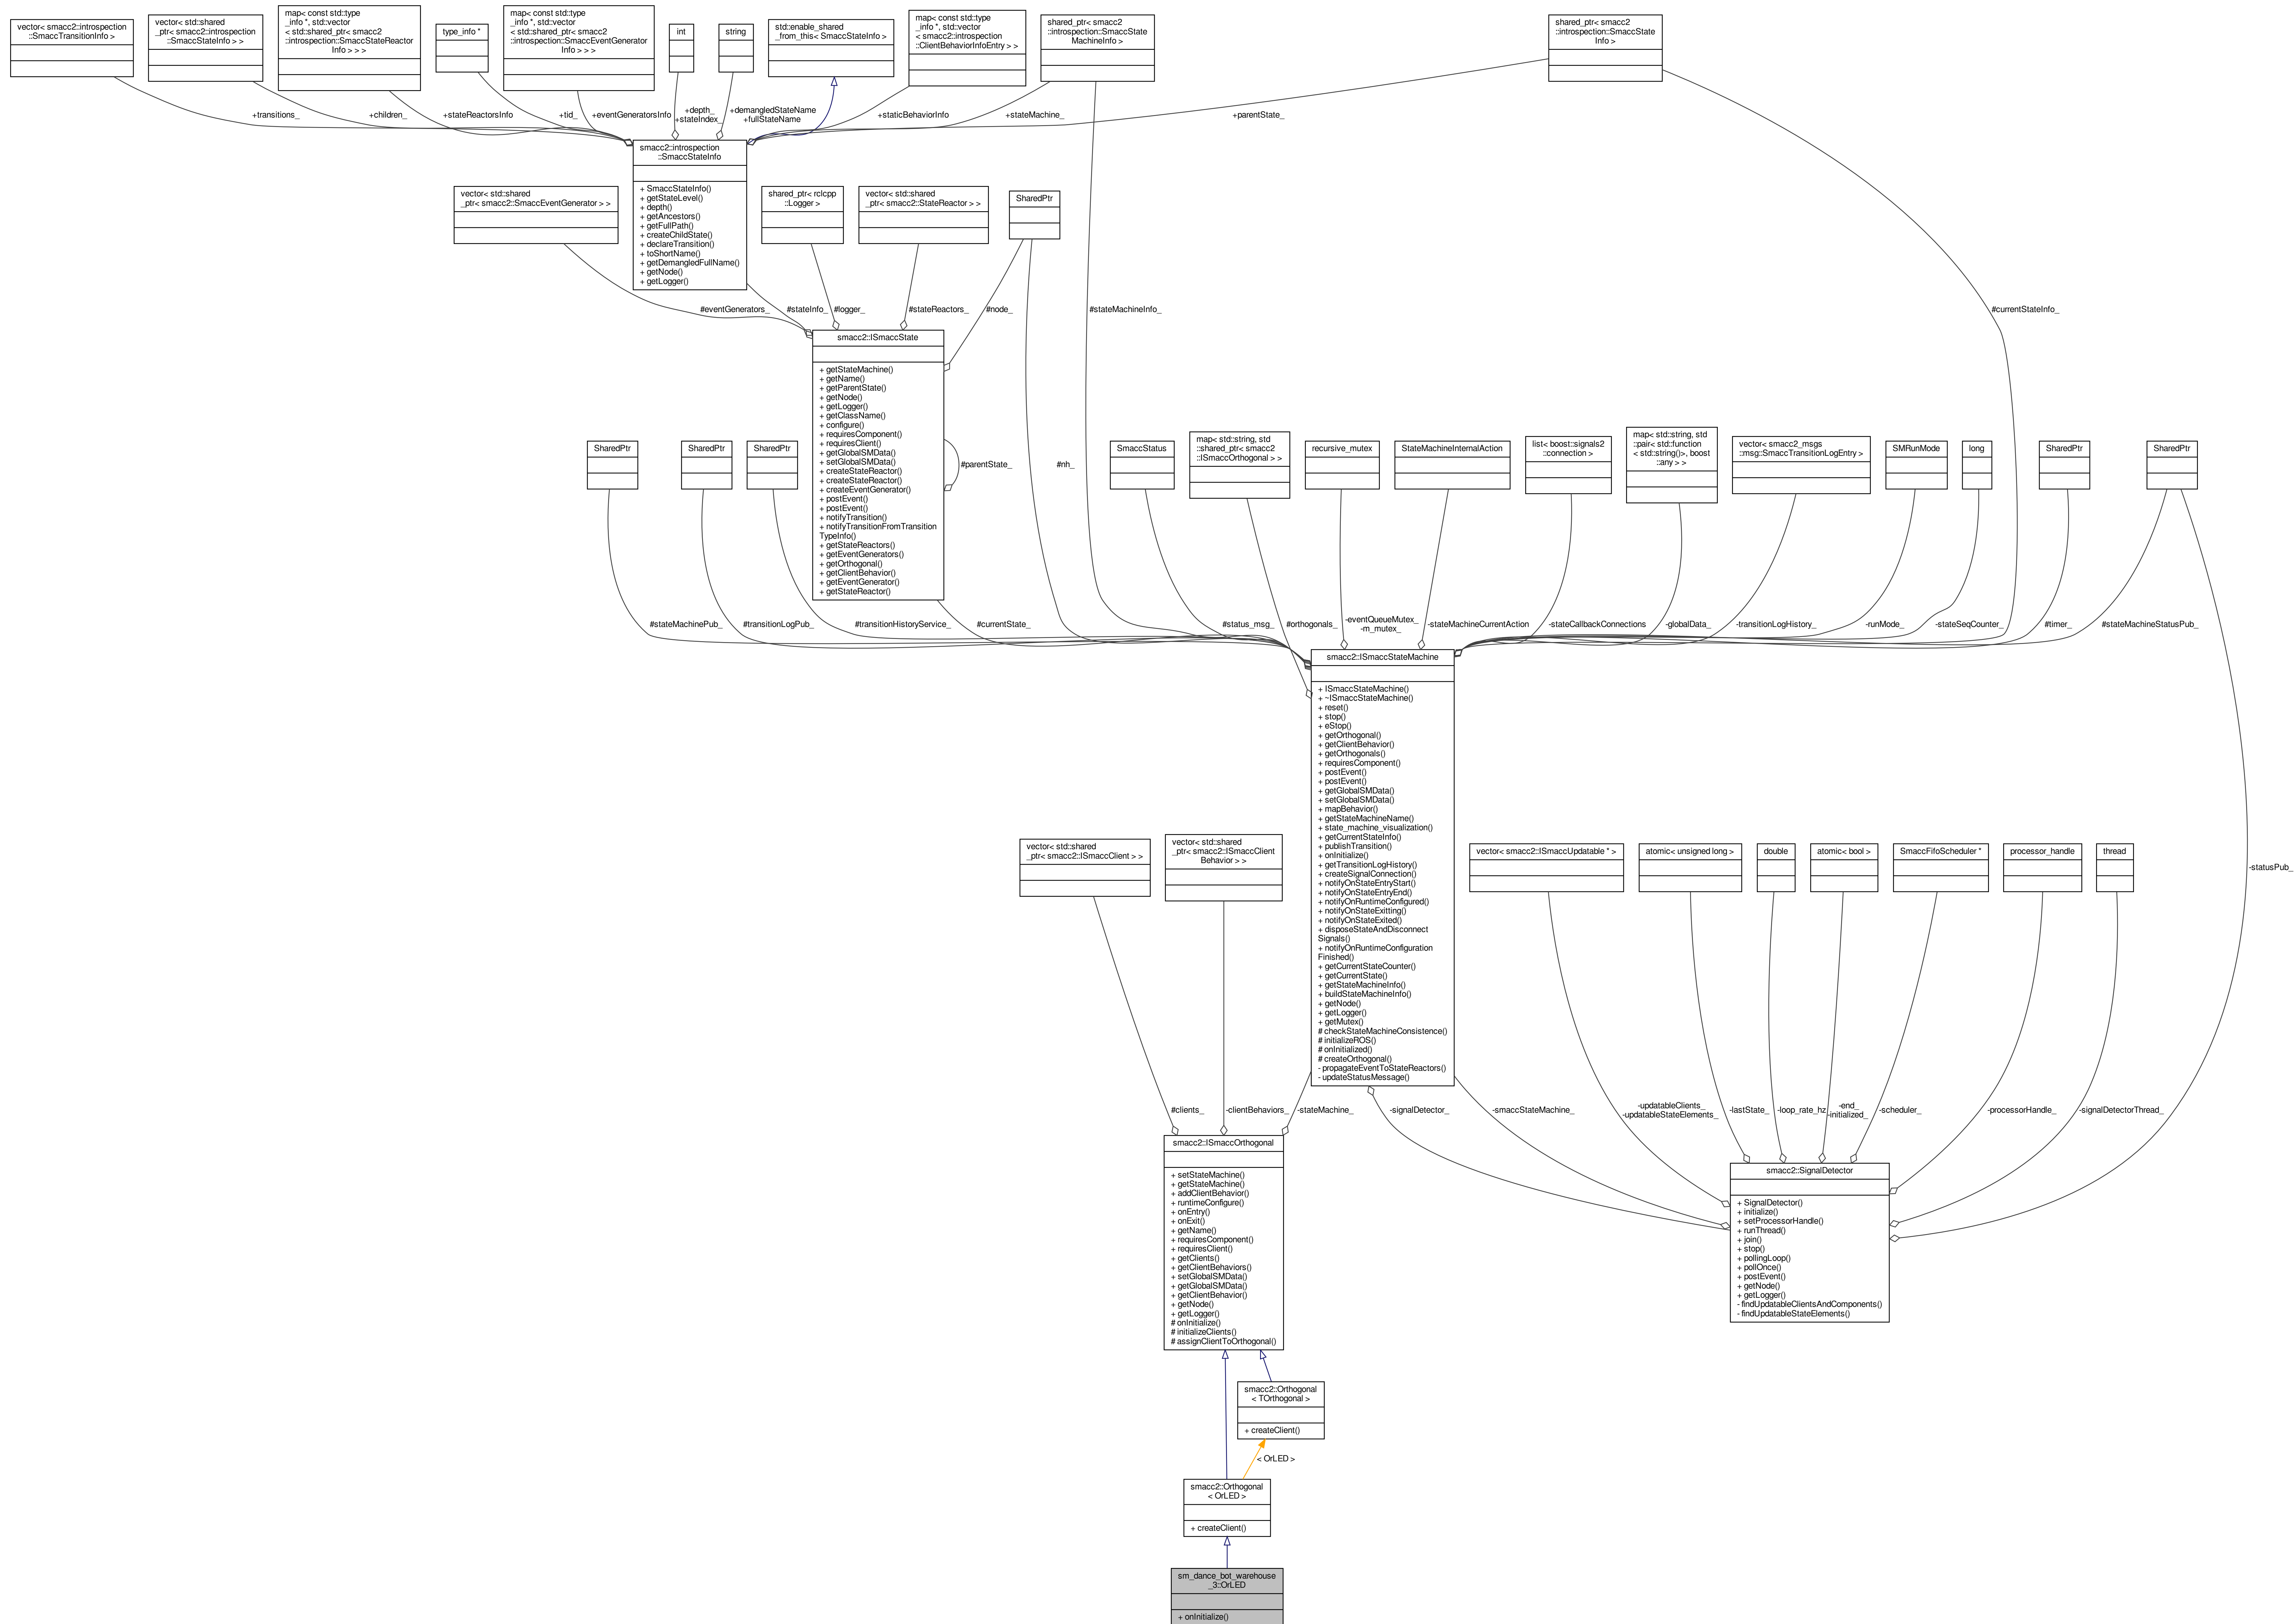 vector< smacc2::introspection
::SmaccTransitionInfo >
vector< std::shared
_ptr< smacc2::introspection
::SmaccStateInfo > >
map< const std::type
_info *, std::vector
< std::shared_ptr< smacc2
::introspection::SmaccStateReactor
Info > > >
type_info *
map< const std::type
_info *, std::vector
< std::shared_ptr< smacc2
::introspection::SmaccEventGenerator
Info > > >
int
string
std::enable_shared
_from_this< SmaccStateInfo >
map< const std::type
_info *, std::vector
< smacc2::introspection
::ClientBehaviorInfoEntry > >
shared_ptr< smacc2
::introspection::SmaccState
MachineInfo >
shared_ptr< smacc2
::introspection::SmaccState
Info >
+transitions_
+children_
+stateReactorsInfo
+tid_
+eventGeneratorsInfo
+depth_
+stateIndex_
+demangledStateName
+fullStateName
+staticBehaviorInfo
+stateMachine_
+parentState_
smacc2::introspection
::SmaccStateInfo
+ SmaccStateInfo()
+ getStateLevel()
+ depth()
+ getAncestors()
+ getFullPath()
+ createChildState()
+ declareTransition()
+ toShortName()
+ getDemangledFullName()
+ getNode()
+ getLogger()
vector< std::shared
_ptr< smacc2::SmaccEventGenerator > >
shared_ptr< rclcpp
::Logger >
vector< std::shared
_ptr< smacc2::StateReactor > >
SharedPtr
#eventGenerators_
#stateInfo_
#logger_
#stateReactors_
#node_
#stateMachineInfo_
#currentStateInfo_
smacc2::ISmaccState
+ getStateMachine()
+ getName()
+ getParentState()
+ getNode()
+ getLogger()
+ getClassName()
+ configure()
+ requiresComponent()
+ requiresClient()
+ getGlobalSMData()
+ setGlobalSMData()
+ createStateReactor()
+ createStateReactor()
+ createEventGenerator()
+ postEvent()
+ postEvent()
+ notifyTransition()
+ notifyTransitionFromTransition
TypeInfo()
+ getStateReactors()
+ getEventGenerators()
+ getOrthogonal()
+ getClientBehavior()
+ getEventGenerator()
+ getStateReactor()
#parentState_
#nh_
SharedPtr
SharedPtr
SharedPtr
SmaccStatus
map< std::string, std
::shared_ptr< smacc2
::ISmaccOrthogonal > >
recursive_mutex
StateMachineInternalAction
list< boost::signals2
::connection >
map< std::string, std
::pair< std::function
< std::string()>, boost
::any > >
vector< smacc2_msgs
::msg::SmaccTransitionLogEntry >
SMRunMode
long
SharedPtr
SharedPtr
#stateMachinePub_
#transitionLogPub_
#transitionHistoryService_
#currentState_
#status_msg_
#orthogonals_
-eventQueueMutex_
-m_mutex_
-stateMachineCurrentAction
-stateCallbackConnections
-globalData_
-transitionLogHistory_
-runMode_
-stateSeqCounter_
#timer_
#stateMachineStatusPub_
smacc2::ISmaccStateMachine
+ ISmaccStateMachine()
+ ~ISmaccStateMachine()
+ reset()
+ stop()
+ eStop()
+ getOrthogonal()
+ getClientBehavior()
+ getOrthogonals()
+ requiresComponent()
+ postEvent()
+ postEvent()
+ getGlobalSMData()
+ setGlobalSMData()
+ mapBehavior()
+ getStateMachineName()
+ state_machine_visualization()
+ getCurrentStateInfo()
+ publishTransition()
+ onInitialize()
+ getTransitionLogHistory()
+ createSignalConnection()
+ notifyOnStateEntryStart()
+ notifyOnStateEntryEnd()
+ notifyOnRuntimeConfigured()
+ notifyOnStateExitting()
+ notifyOnStateExited()
+ disposeStateAndDisconnect
Signals()
+ notifyOnRuntimeConfiguration
Finished()
+ getCurrentStateCounter()
+ getCurrentState()
+ getStateMachineInfo()
+ buildStateMachineInfo()
+ getNode()
+ getLogger()
+ getMutex()
# checkStateMachineConsistence()
# initializeROS()
# onInitialized()
# createOrthogonal()
- propagateEventToStateReactors()
- updateStatusMessage()
vector< std::shared
_ptr< smacc2::ISmaccClient > >
vector< std::shared
_ptr< smacc2::ISmaccClient
Behavior > >
vector< smacc2::ISmaccUpdatable * >
atomic< unsigned long >
double
atomic< bool >
SmaccFifoScheduler *
processor_handle
thread
-statusPub_
#clients_
-clientBehaviors_
-stateMachine_
-signalDetector_
-smaccStateMachine_
-updatableClients_
-updatableStateElements_
-lastState_
-loop_rate_hz
-end_
-initialized_
-scheduler_
-processorHandle_
-signalDetectorThread_
smacc2::ISmaccOrthogonal
+ setStateMachine()
+ getStateMachine()
+ addClientBehavior()
+ runtimeConfigure()
+ onEntry()
+ onExit()
+ getName()
+ requiresComponent()
+ requiresClient()
+ getClients()
+ getClientBehaviors()
+ setGlobalSMData()
+ getGlobalSMData()
+ getClientBehavior()
+ getNode()
+ getLogger()
# onInitialize()
# initializeClients()
# assignClientToOrthogonal()
smacc2::SignalDetector
+ SignalDetector()
+ initialize()
+ setProcessorHandle()
+ runThread()
+ join()
+ stop()
+ pollingLoop()
+ pollOnce()
+ postEvent()
+ getNode()
+ getLogger()
- findUpdatableClientsAndComponents()
- findUpdatableStateElements()
smacc2::Orthogonal
< TOrthogonal >
+ createClient()
< OrLED >
smacc2::Orthogonal
< OrLED >
+ createClient()
sm_dance_bot_warehouse
_3::OrLED
+ onInitialize()